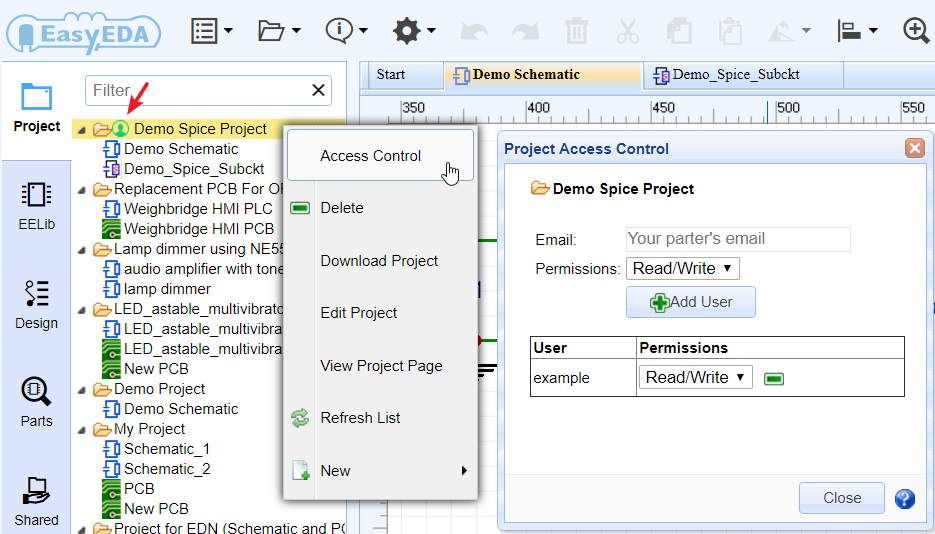 EasyEDA
Start
Demo Schematic
Demo_Spice_Subckt
350
400
450
500
550
Project
EELib
Design
Parts
Shared
Filter
Demo Spice Project
Demo Schematic
Demo_Spice_Subckt
Replacement PCB For
Weighbridge HMI PLC
Weighbridge HMI PCB
Lamp dimmer using
audio amplifier with tone
lamp dimmer
LED_astable_multivibrato
LED_astable_multivibra
LED_astable_multivibra
New PCB
Demo Project
Demo Schematic
My Project
Schematic_1
Schematic_2
PCB
New PCB
Project for EDN (Schematic and PC
Access Control
Delete
Download Project
Edit Project
View Project Page
Refresh List
New
Project Access Control
Demo Spice Project
Email: Your parter's email
Permissions: Read/Write
Add User
User Permissions
example Read/Write
Close